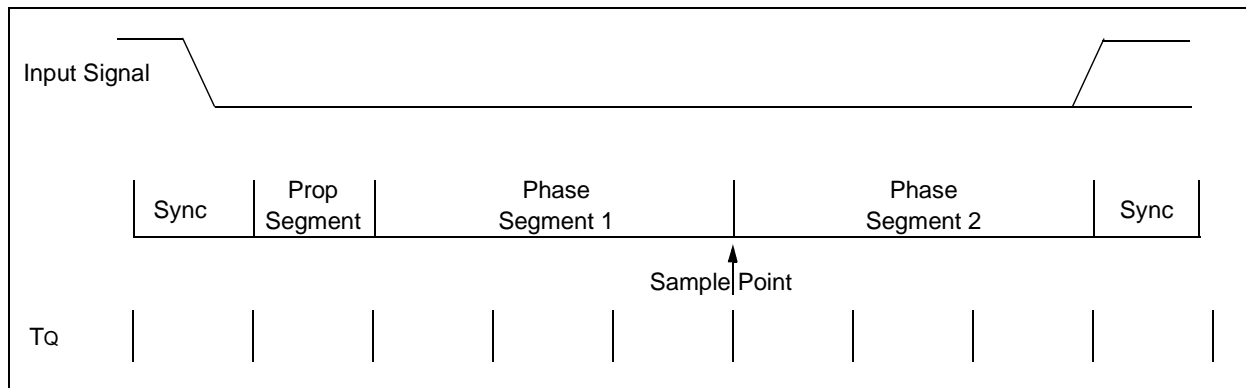 Input Signal
Sync
Prop
Segment
Phase
Segment 1
Phase
Segment 2
Sync
Sample Point
TQ